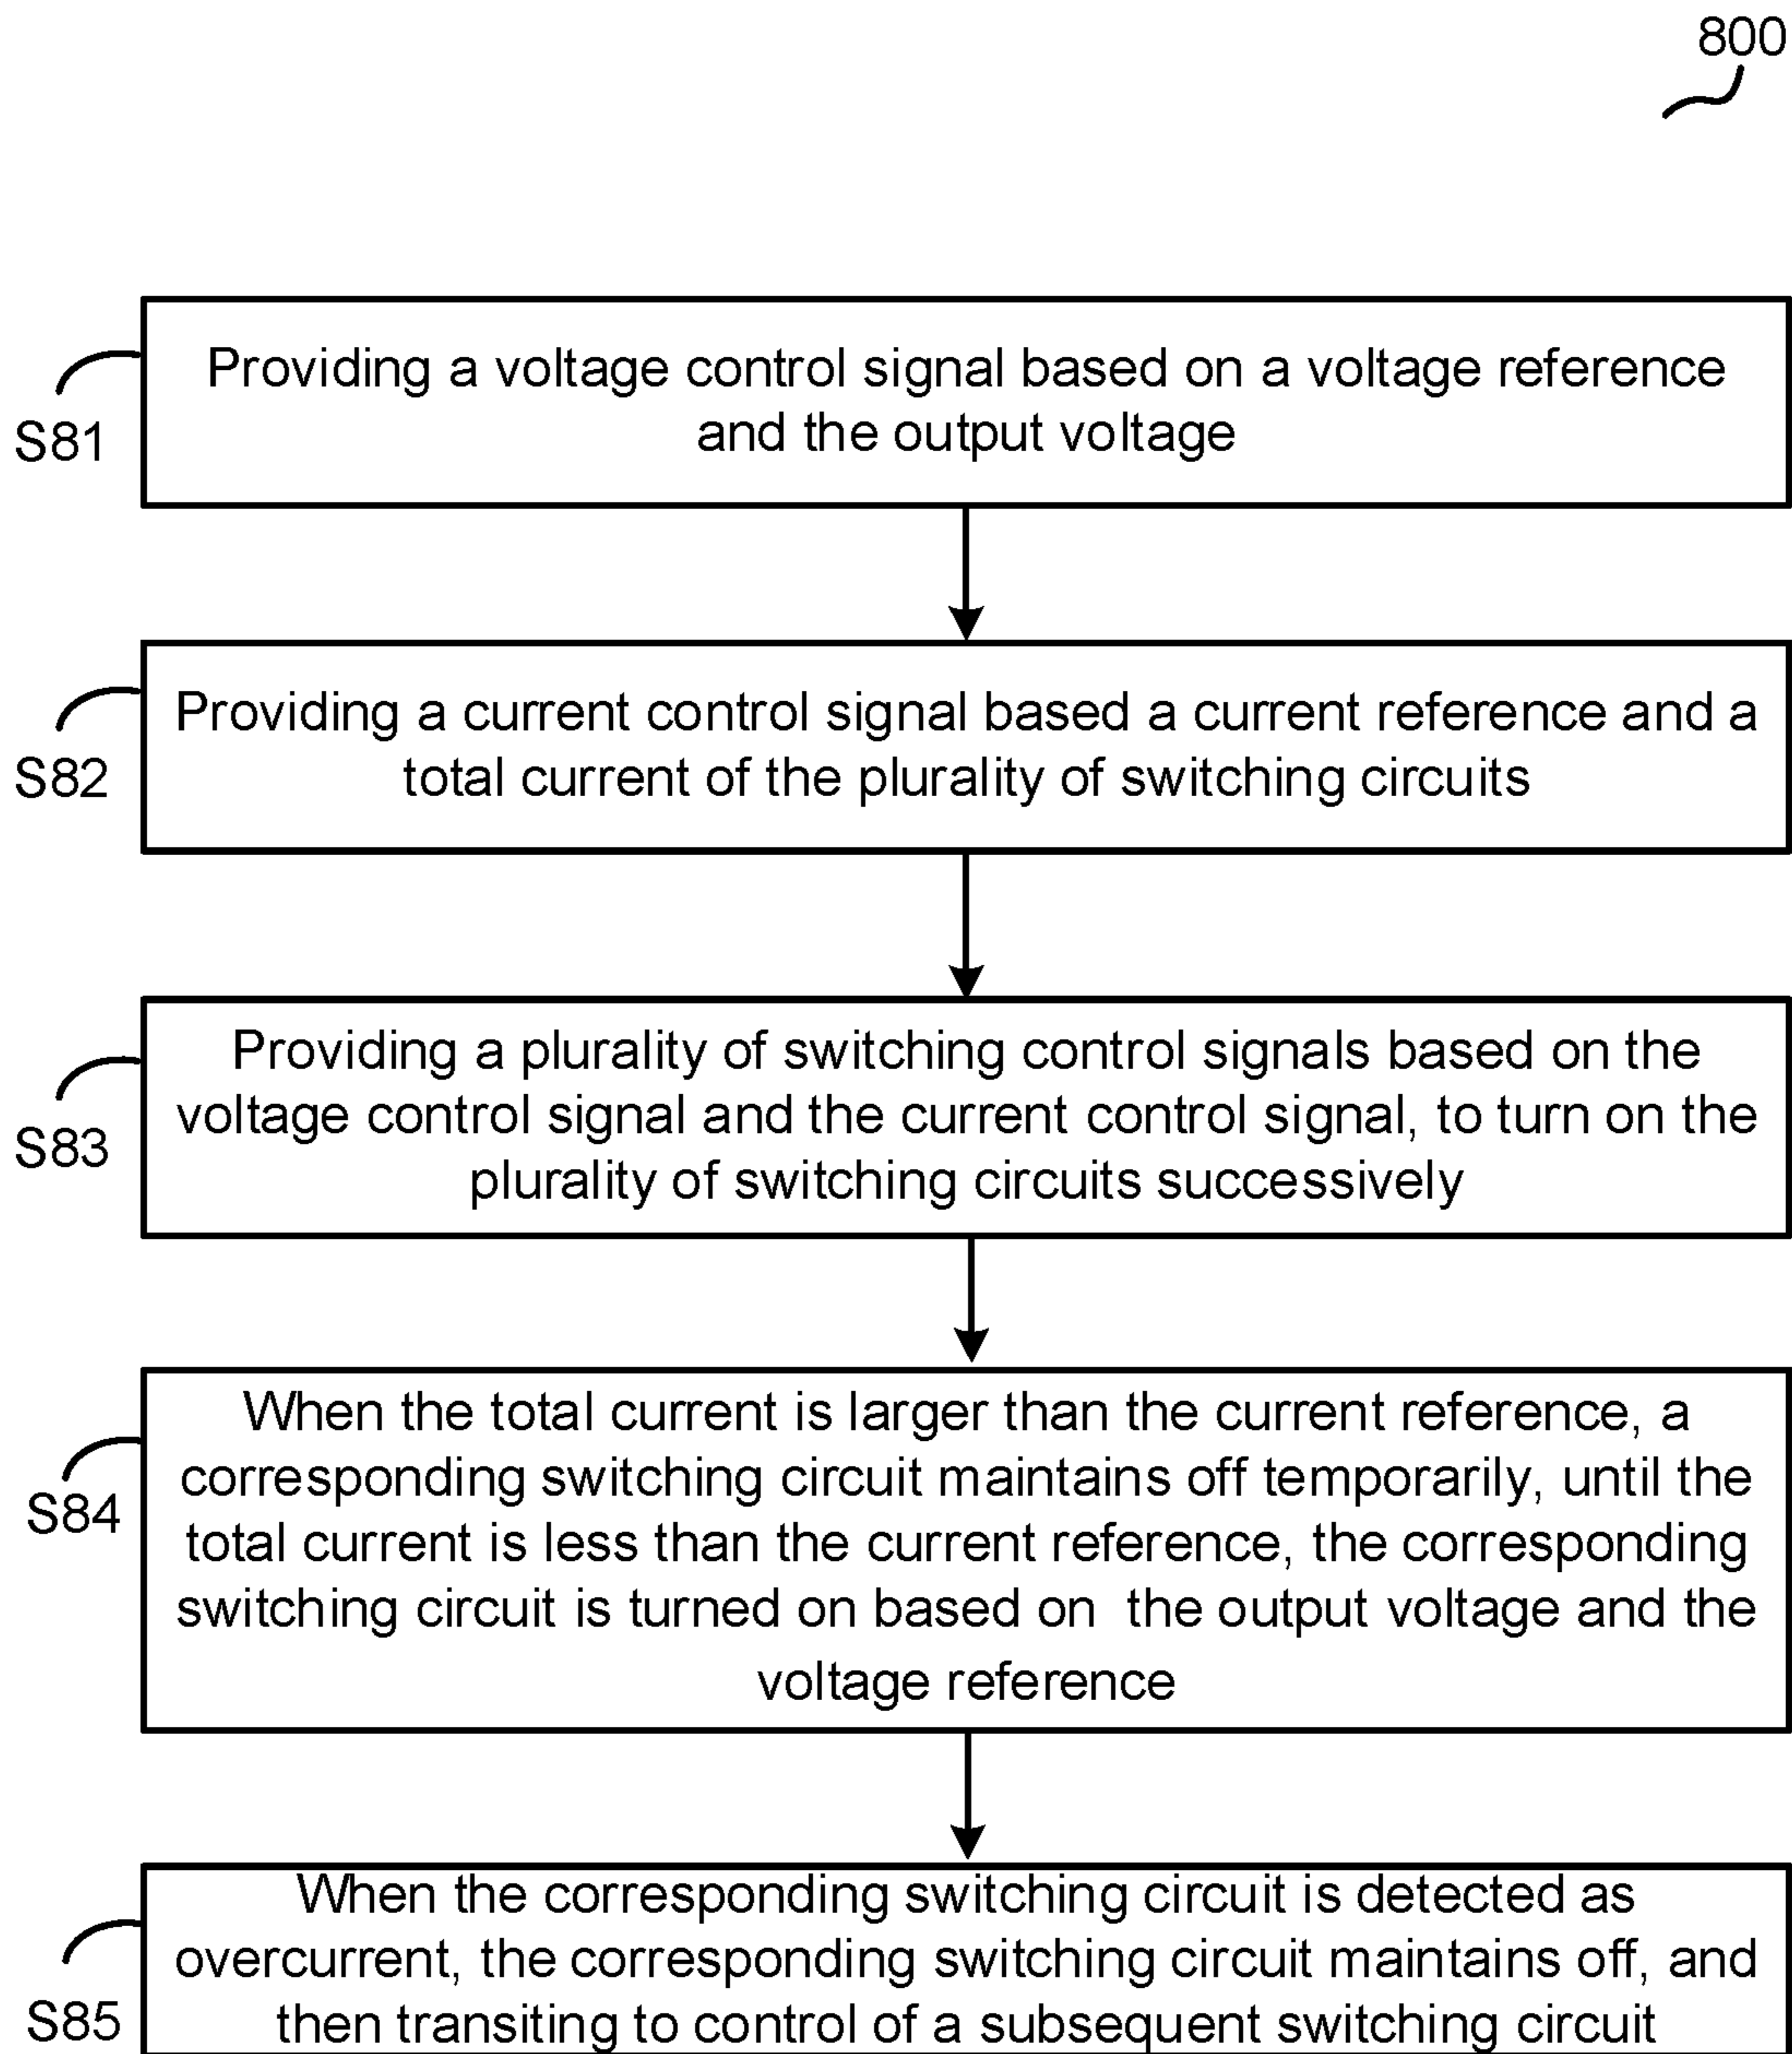 800
Providing a voltage control signal based on a voltage reference
and the output voltage
S81
Providing a current control signal based a current reference and a
total current of the plurality of switching circuits
S82
Providing a plurality of switching control signals based on the
voltage control signal and the current control signal, to turn on the
plurality of switching circuits successively
S83
When the total current is larger than the current reference, a
corresponding switching circuit maintains off temporarily, until the
total current is less than the current reference, the corresponding
switching circuit is turned on based on the output voltage and the
voltage reference
S84
When the corresponding switching circuit is detected as
overcurrent, the corresponding switching circuit maintains off, and
then transiting to control of a subsequent switching circuit
S85